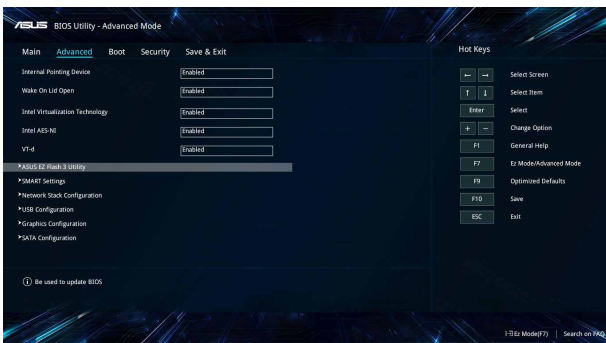 ASUS BIOS Utility - Advanced Mode
Main Advanced Boot Security Save & Exit
Hot Keys
Internal Pointing Device Enabled
Wake On Lid Open Enabled
Intel Virtualization Technology Enabled
Intel AES-NI Enabled
VT-d Enabled
ASUS EZ Flash 3 Utility
SMART Settings
Network Stack Configuration
USB Configuration
Graphics Configuration
SATA Configuration
Be used to update BIOS
← → Select Screen
↑ ↓ Select Item
Enter Select
+ - Change Option
F1 General Help
F7 Ez Mode/Advanced Mode
F9 Optimized Defaults
F10 Save
ESC Exit
Ez Mode(F7) | Search on FAQ